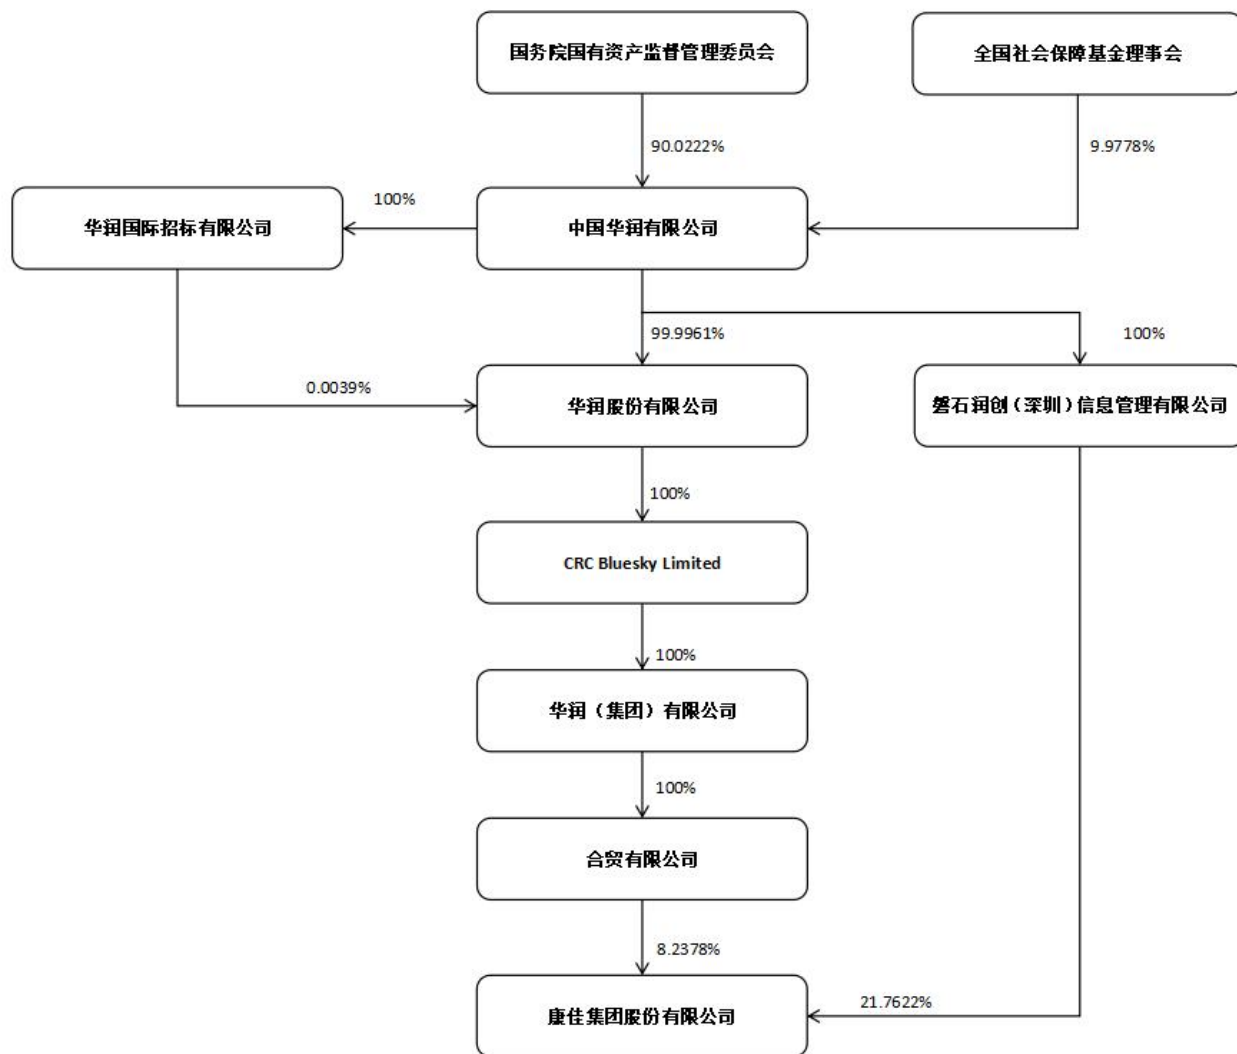 国务院国有资产监督管理委员会
全国社会保障基金理事会
90.0222%
9.9778%
华润国际招标有限公司
100%
中国华润有限公司
99.9961%
100%
0.0039%
华润股份有限公司
磐石润创（深圳）信息管理有限公司
100%
CRC Bluesky Limited
100%
华润（集团）有限公司
100%
合贸有限公司
8.2378%
康佳集团股份有限公司
21.7622%